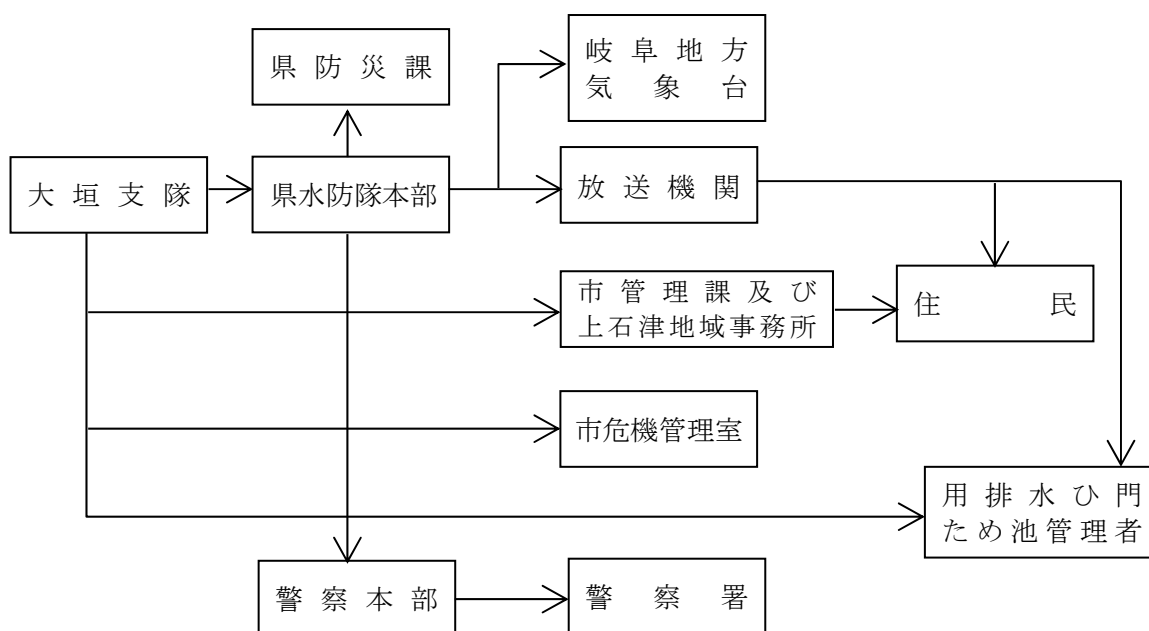 県防災課
岐阜地方
気象台
大垣支隊
県水防隊本部
放送機関
市管理課及び
上石津地域事務所
住民
市危機管理室
用排水ひ門
ため池管理者
警察本部
警察署